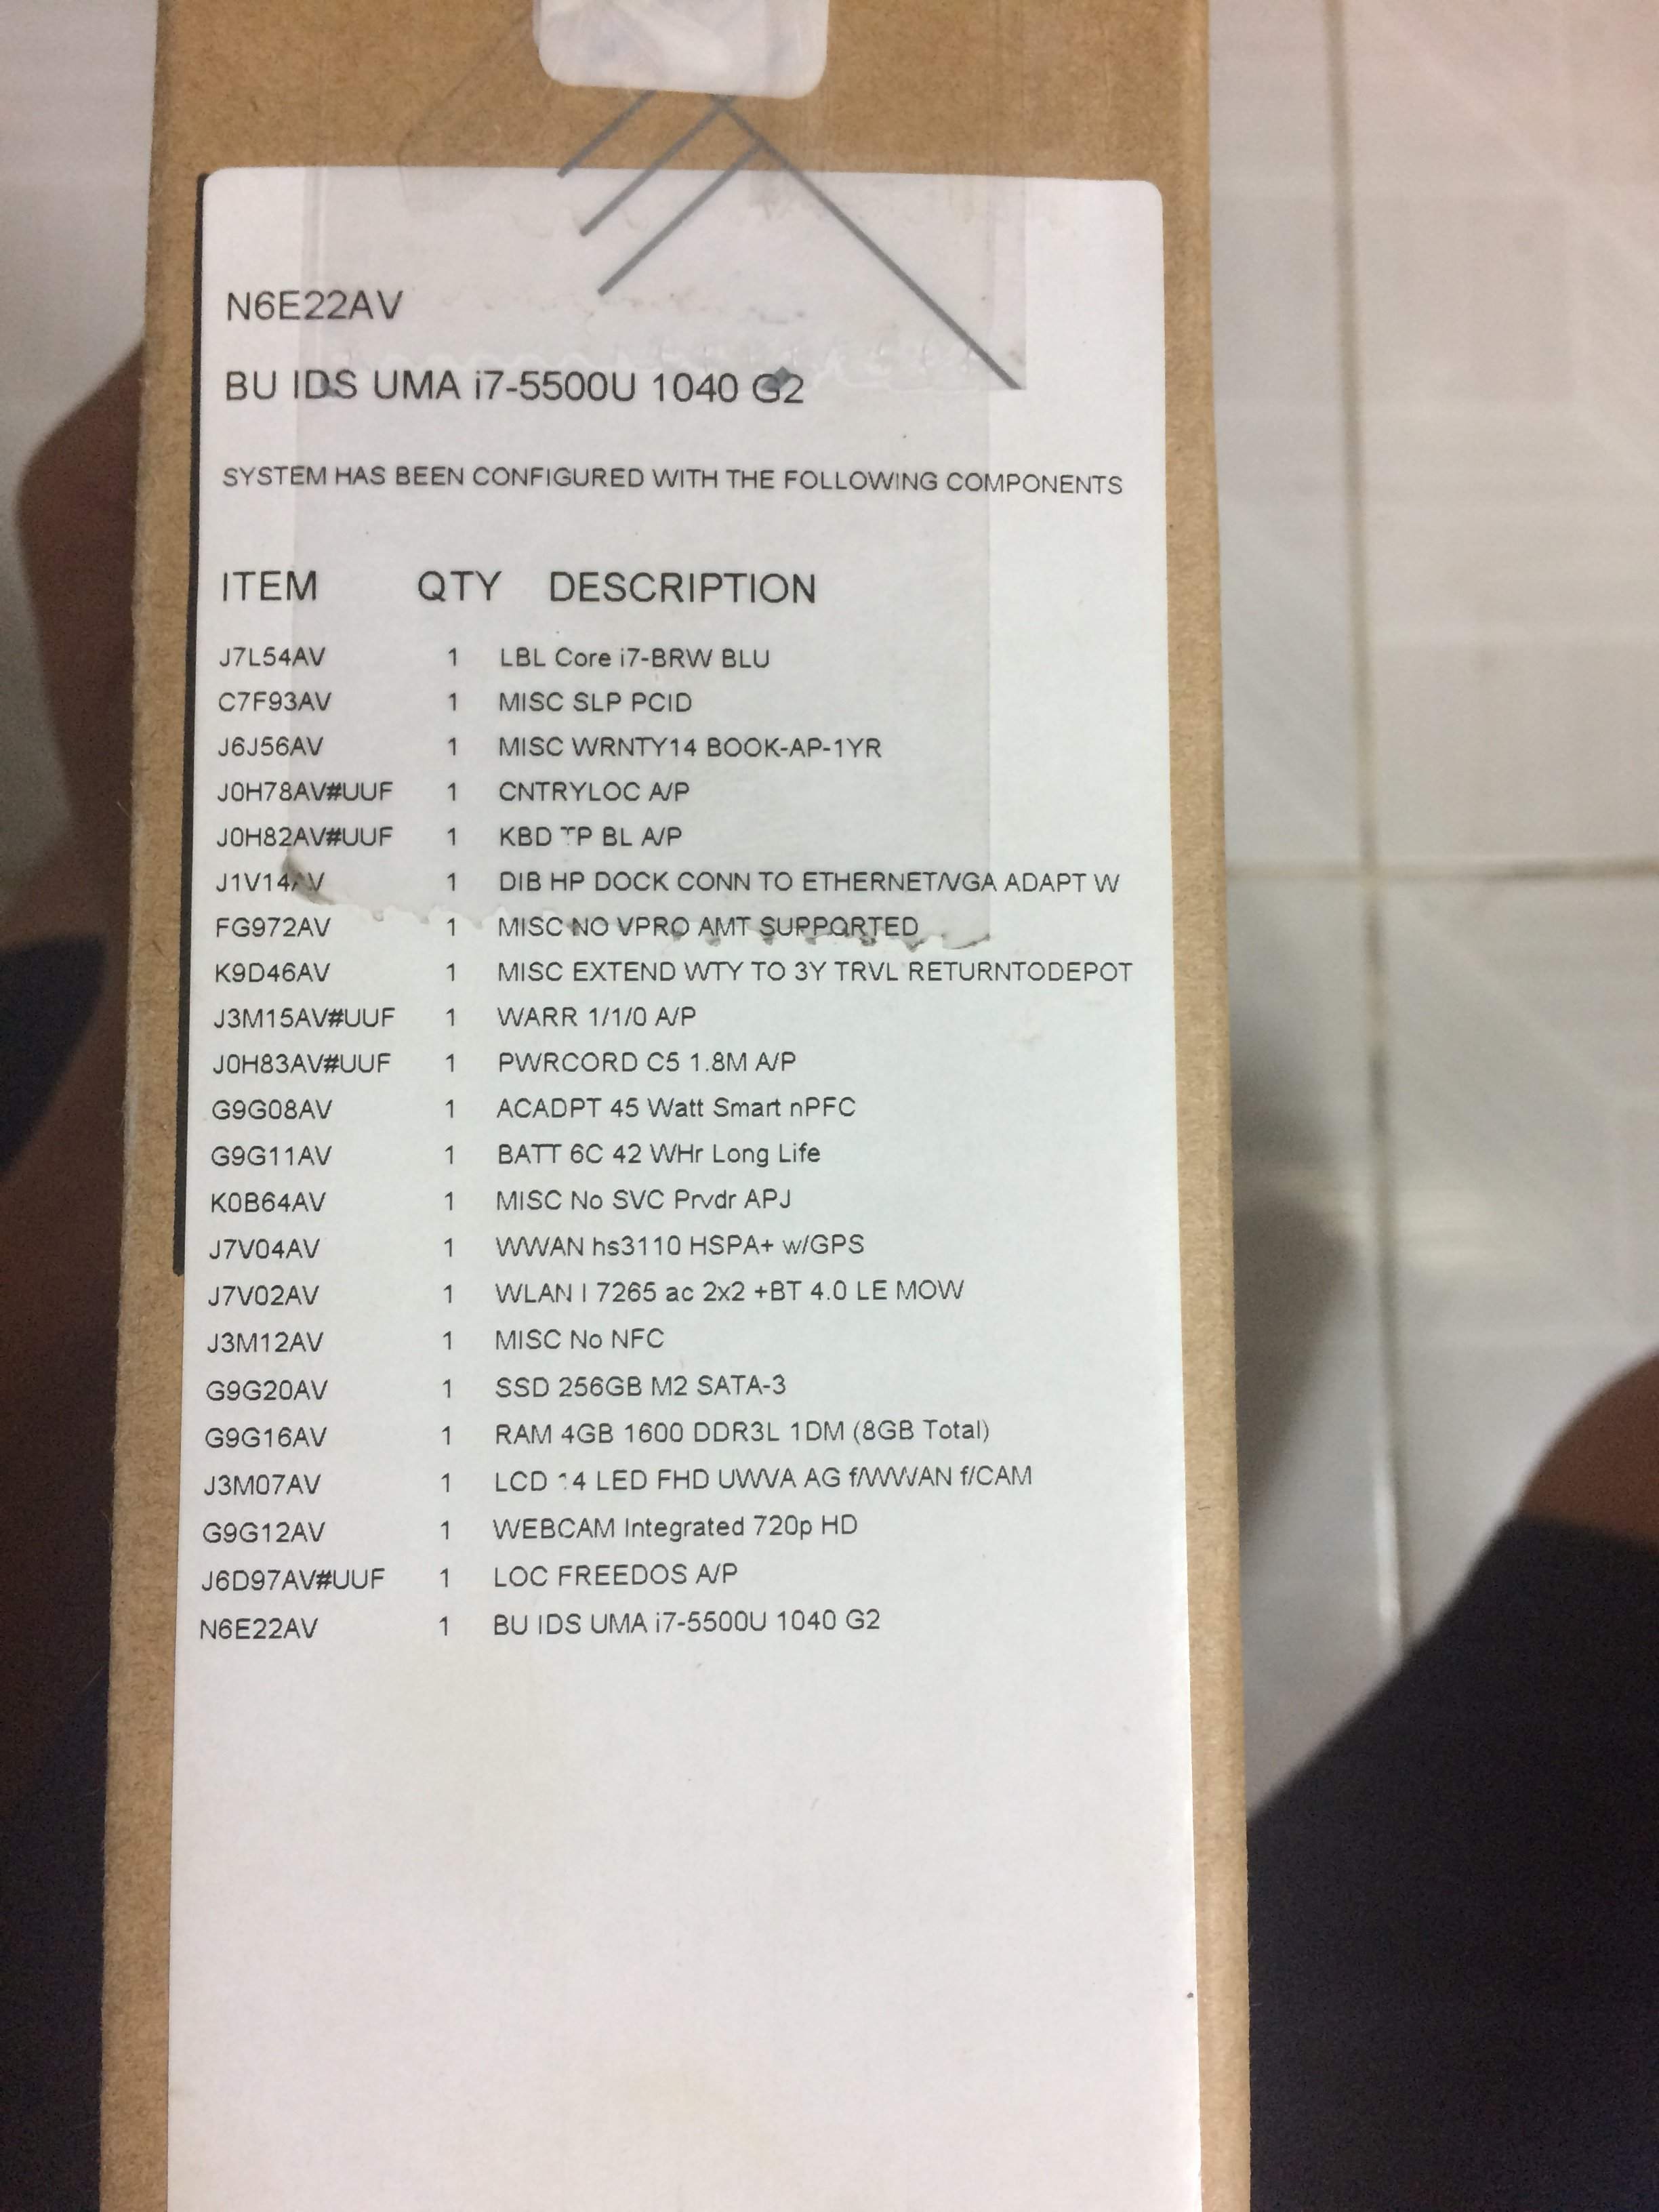 N6E22AV
BU IDS UMA i7-5500U 1040 G2
SYSTEM HAS BEEN CONFIGURED WITH THE FOLLOWING COMPONENTS
ITEM QTY DESCRIPTION
J7L54AV 1 LBL Core i7-BRW BLU
C7F93AV 1 MISC SLP PCID
J6J56AV 1 MISC WRNTY14 BOOK-AP-1YR
J0H78AV#UUF 1 CNTRYLOC A/P
J0H82AV#UUF 1 KBD TP BL A/P
J1V14AV 1 DIB HP DOCK CONN TO ETHERNET/VGA ADAPT W
FG972AV 1 MISC NO VPRO AMT SUPPORTED
K9D46AV 1 MISC EXTEND WTY TO 3Y TRVL RETURNTODEPOT
J3M15AV#UUF 1 WARR 1/1/0 A/P
J0H83AV#UUF 1 PWRCORD C5 1.8M A/P
G9G08AV 1 ACADPT 45 Watt Smart nPFC
G9G11AV 1 BATT 6C 42 WHr Long Life
K0B64AV 1 MISC No SVC Prvdr APJ
J7V04AV 1 WWAN hs3110 HSPA+ w/GPS
J7V02AV 1 WLAN I 7265 ac 2x2 +BT 4.0 LE MOW
J3M12AV 1 MISC No NFC
G9G20AV 1 SSD 256GB M2 SATA-3
G9G16AV 1 RAM 4GB 1600 DDR3L 1DM (8GB Total)
J3M07AV 1 LCD 14 LED FHD UWVA AG f/WWAN f/CAM
G9G12AV 1 WEBCAM Integrated 720p HD
J6D97AV#UUF 1 LOC FREEDOS A/P
N6E22AV 1 BU IDS UMA i7-5500U 1040 G2